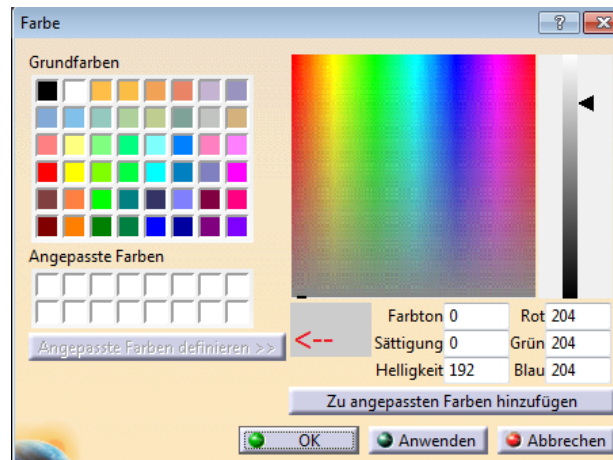 Farbe
Grundfarben
Angepasste Farben
Angepasste Farben definieren >>
<--
Farbton 0 Rot 204
Sättigung 0 Grün 204
Helligkeit 192 Blau 204
Zu angepassten Farben hinzufügen
OK Anwenden Abbrechen